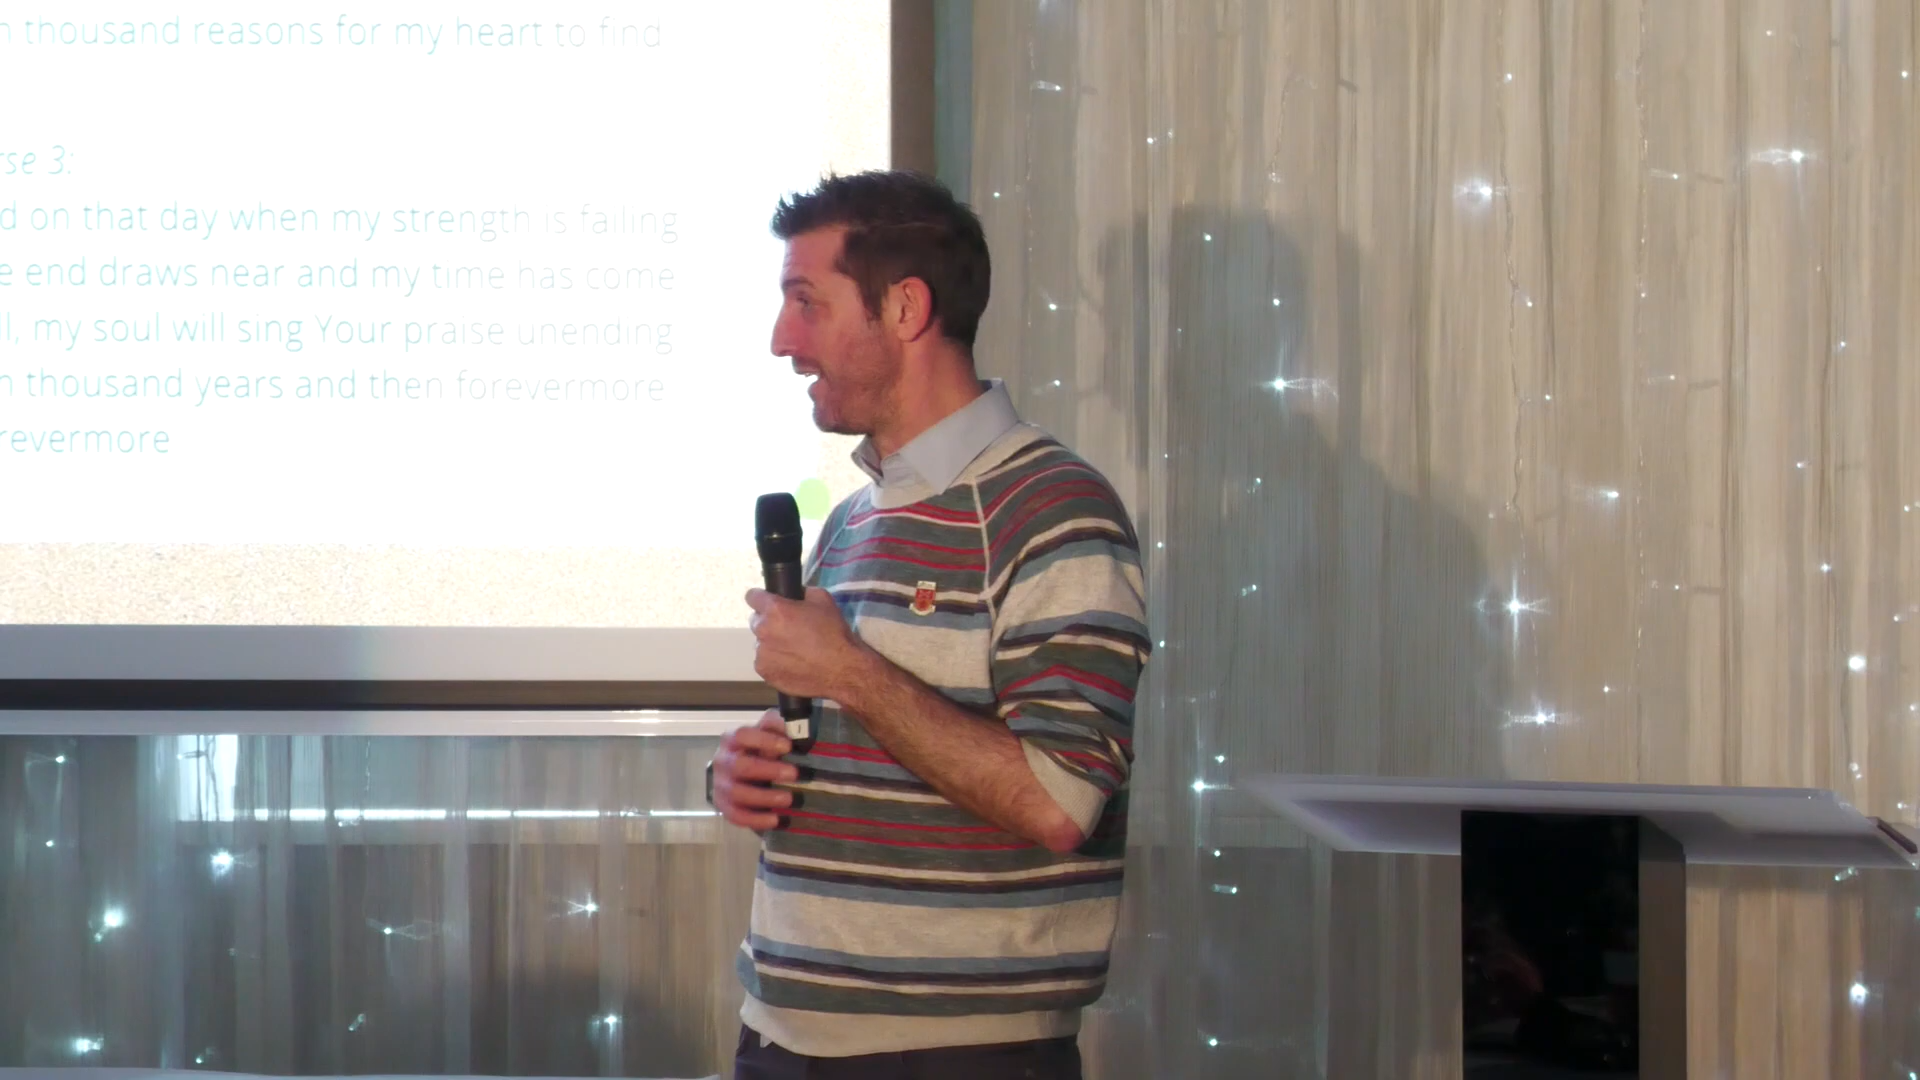 n thousand reasons for my heart to find
rse 3:
d on that day when my strength is failing
e end draws near and my time has come
ll, my soul will sing Your praise unending
n thousand years and then forevermore
revermore